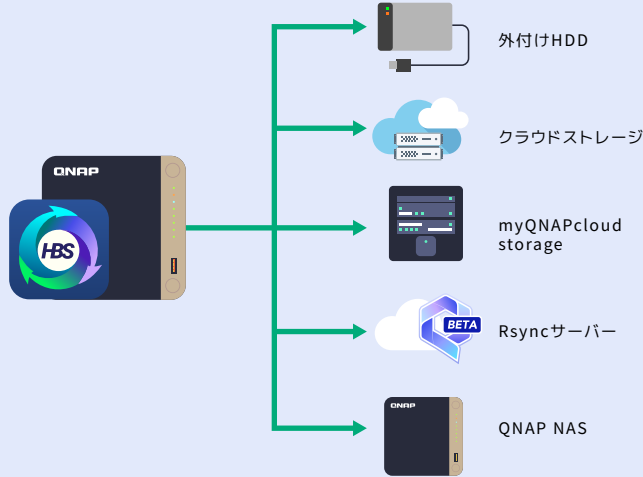 外付けHDD
クラウドストレージ
QNAP
HBS
myQNAPcloud
storage
BETA
Rsyncサーバー
QNAP
QNAP NAS